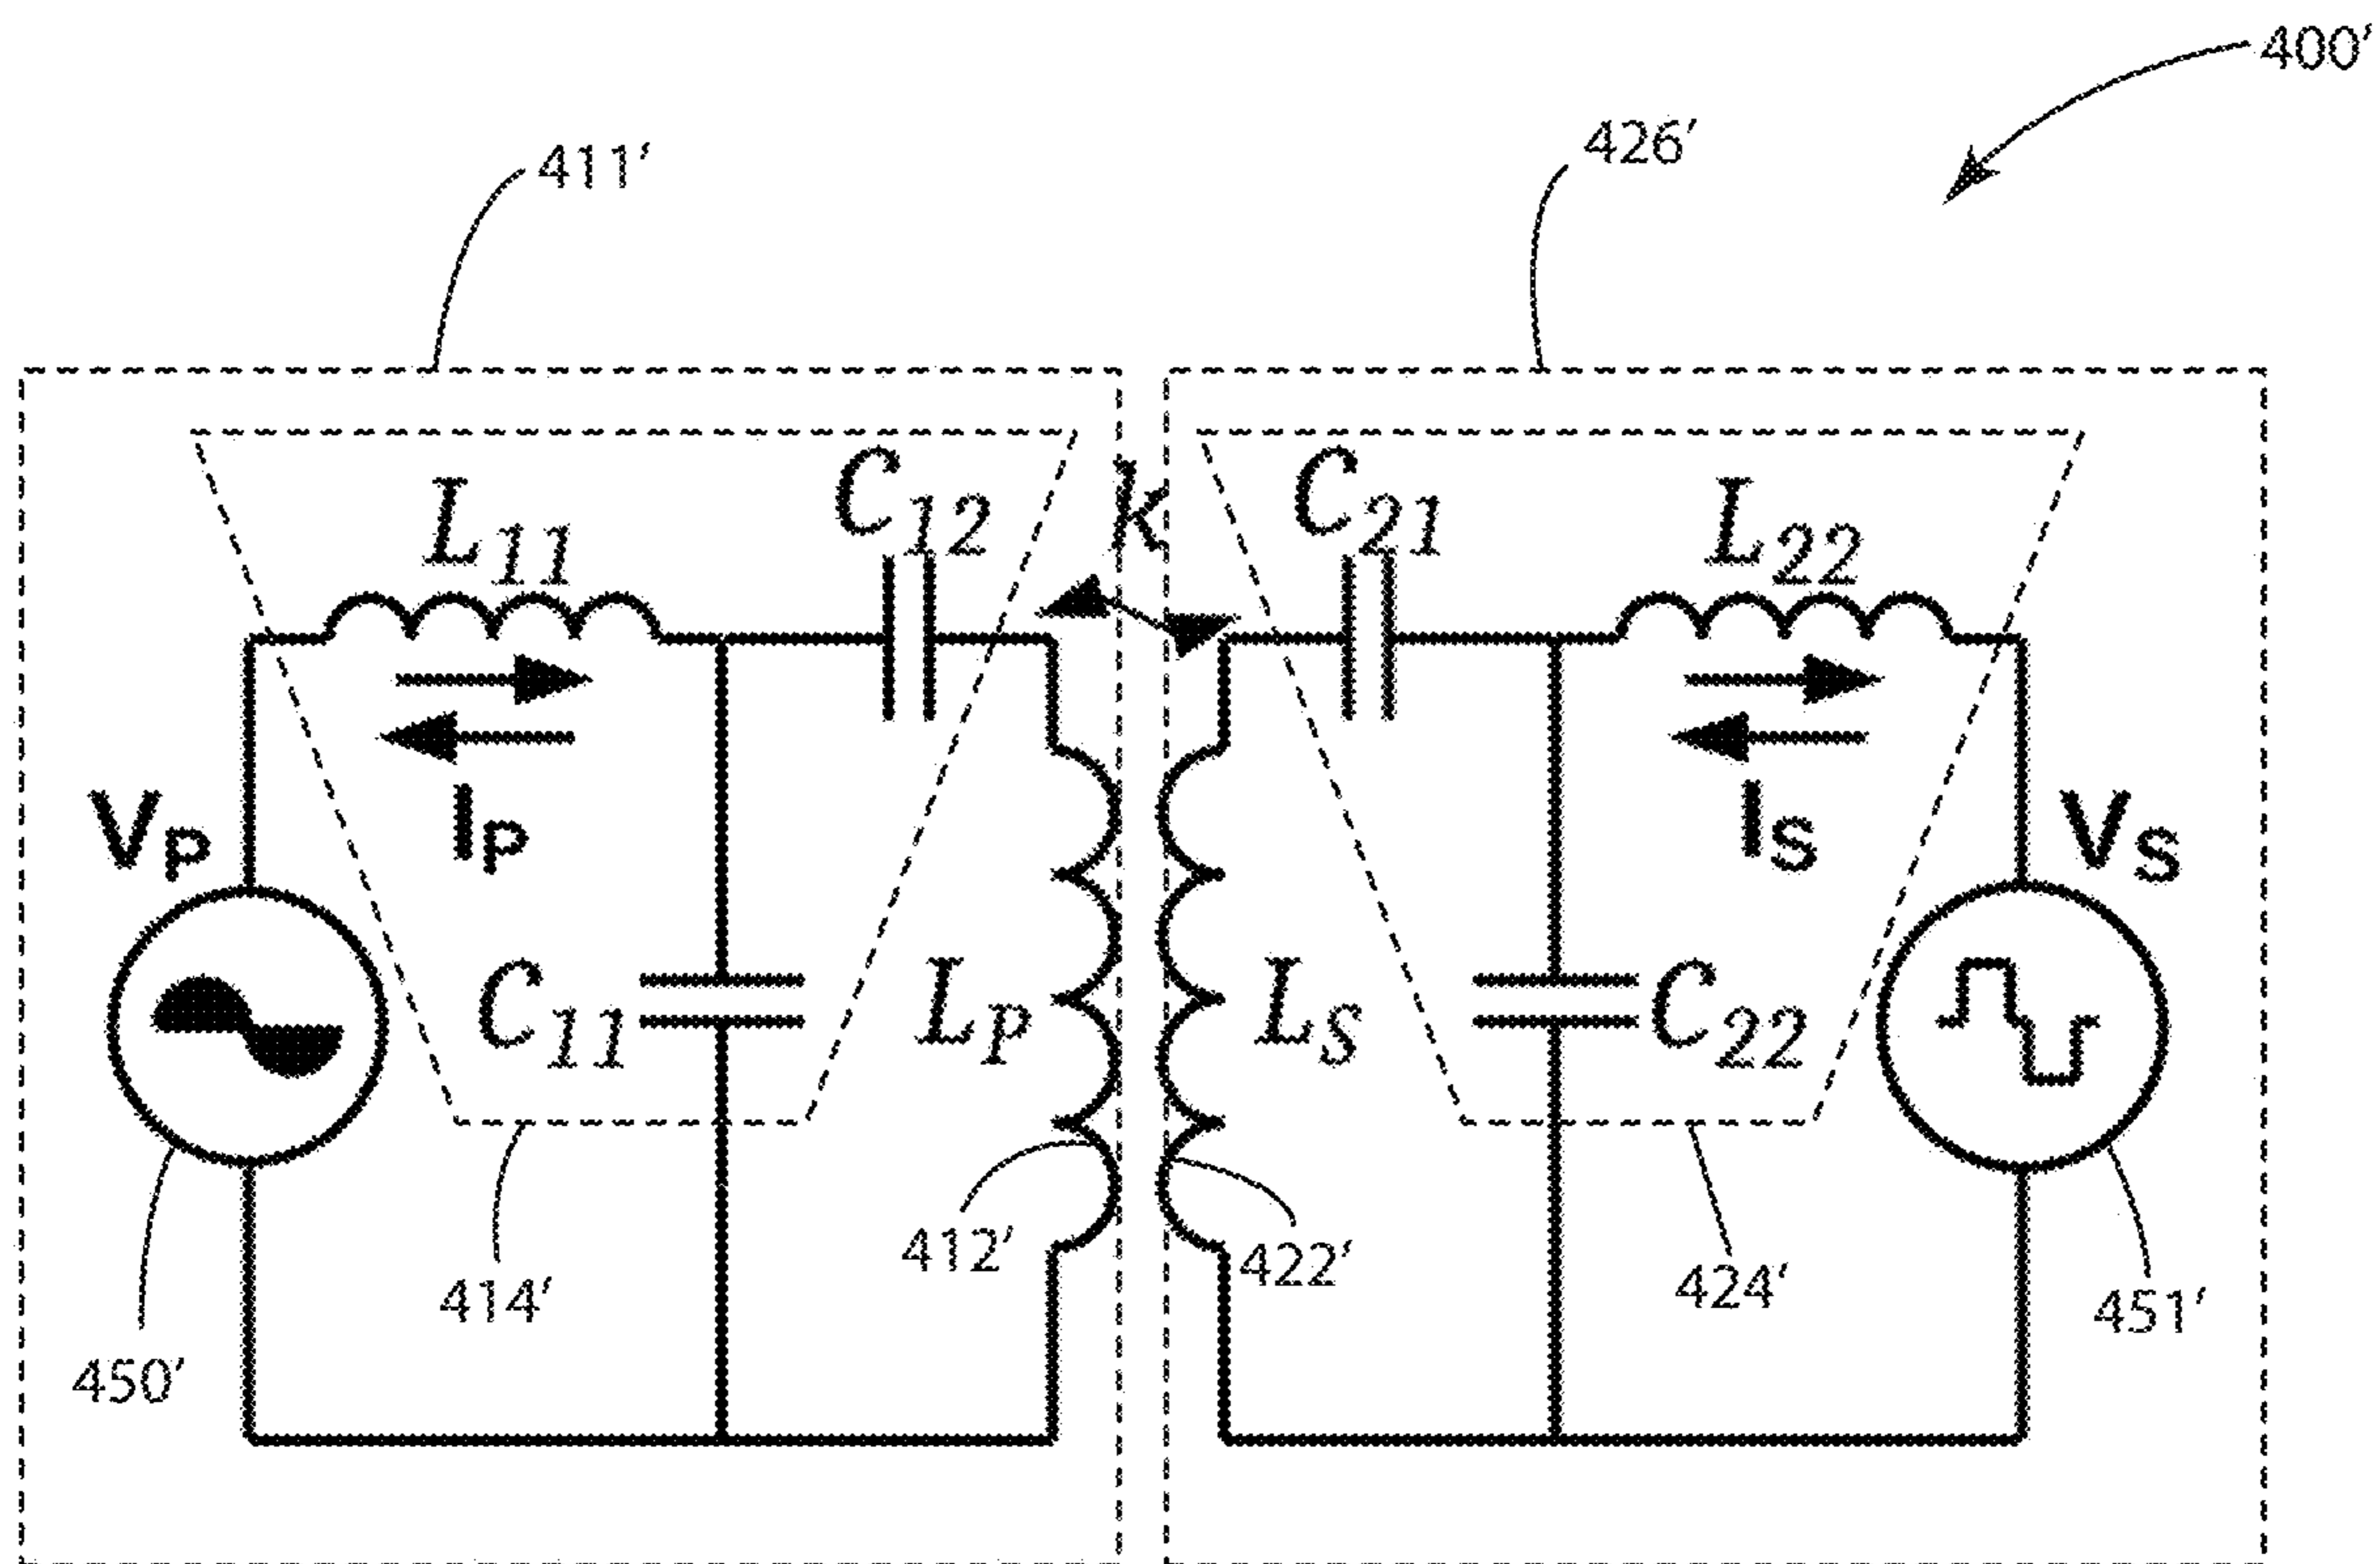 400′
426′
411′
C12
k
C21
L11
L22
VP
IP
IS
VS
C11
LP
LS
C22
412′
422′
414′
424′
451′
450′